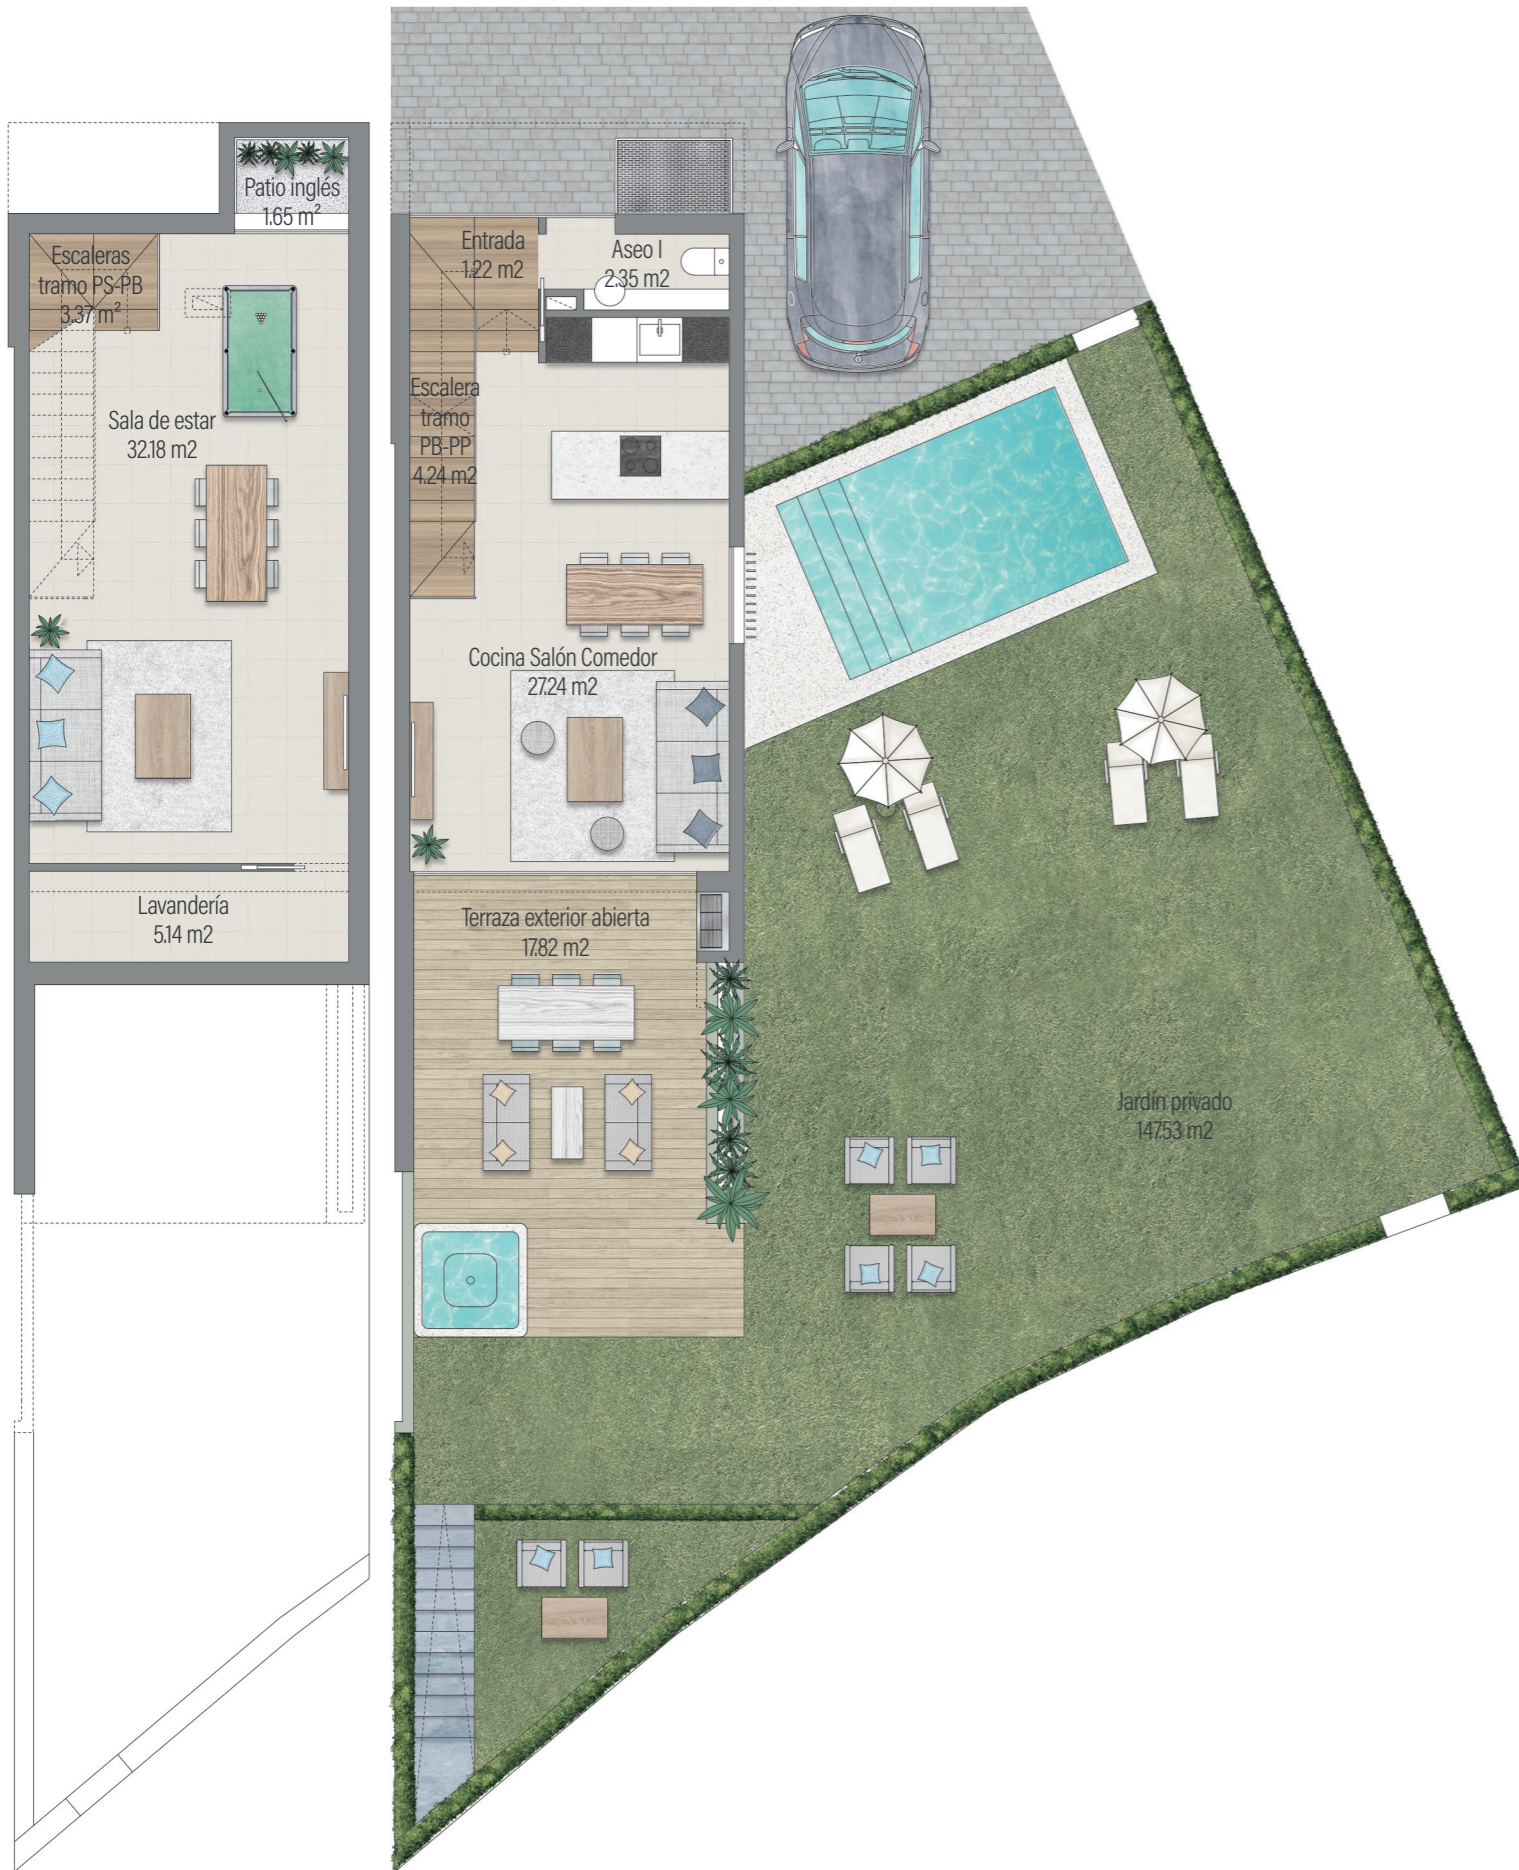 Patio inglés
1.65 m²
Escaleras
tramo PS-PB
3.37 m²
Sala de estar
32.18 m2
Lavandería
5.14 m2
Entrada
1.22 m2
Aseo I
2.35 m2
Escalera
tramo
PB-PP
4.24 m2
Cocina Salón Comedor
27.24 m2
Terraza exterior abierta
17.82 m2
Jardín privado
147.53 m2